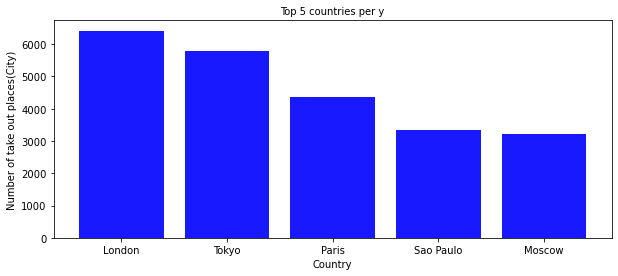 Top 5 countries per y
Number of take out places(City)
6000
5000
4000
3000
2000
1000
0
London
Tokyo
Paris
Sao Paulo
Moscow
Country